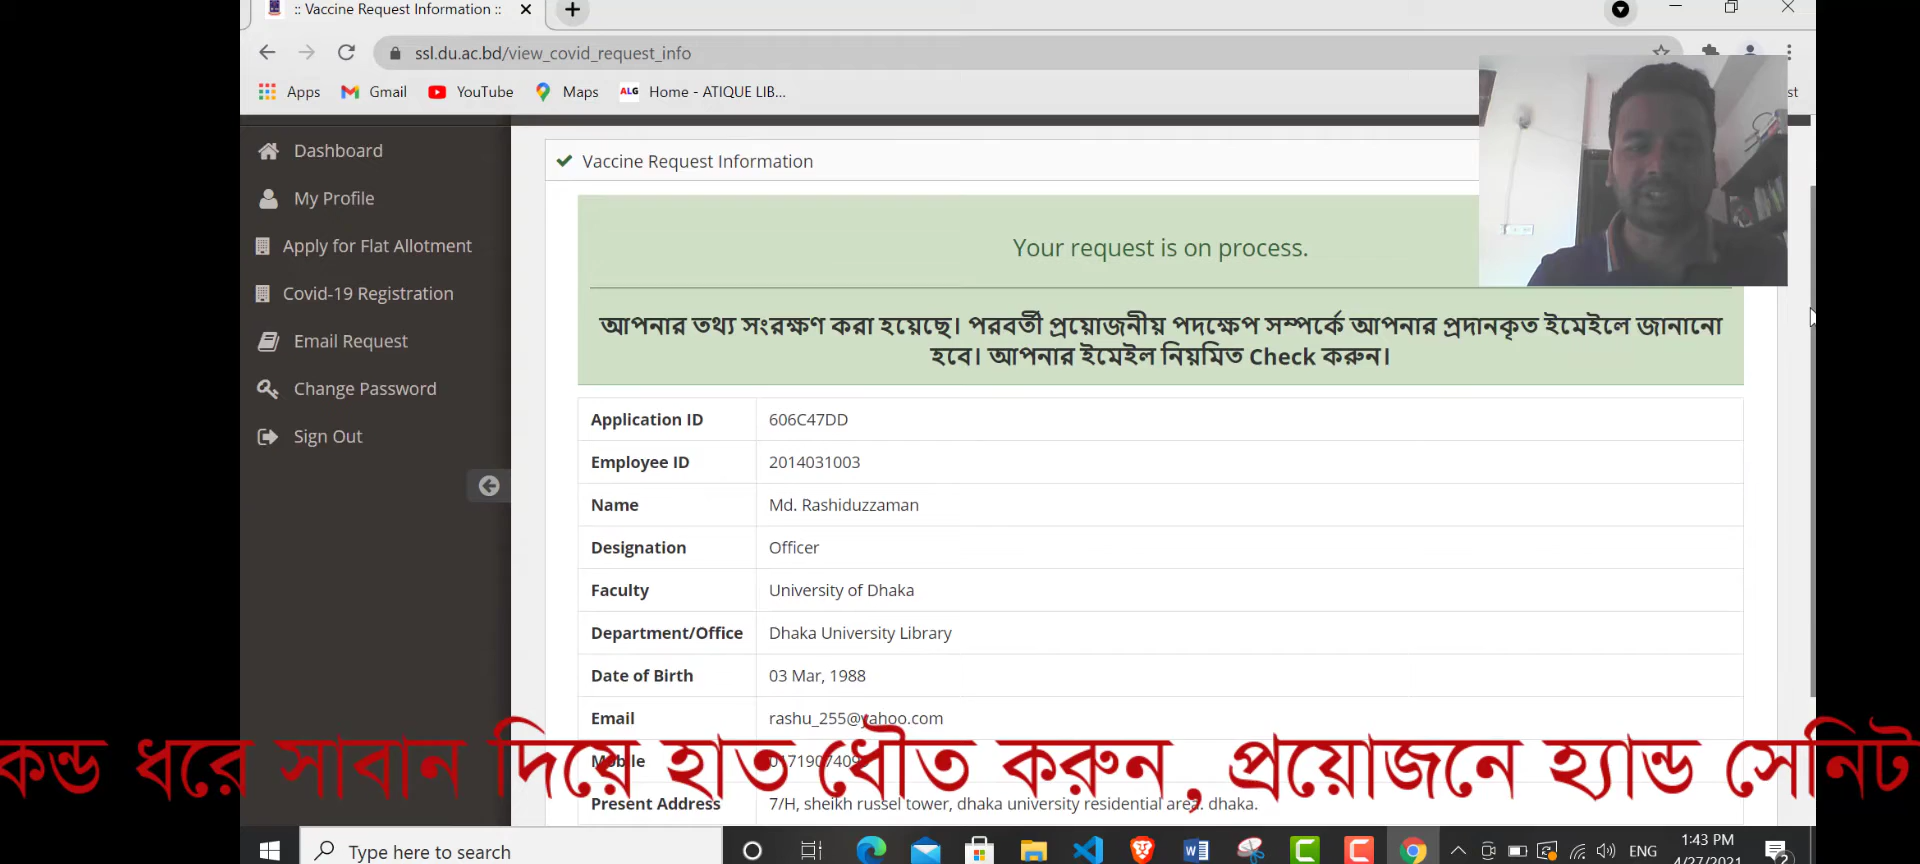 :: Vaccine Request Information ::
ssl.du.ac.bd/view_covid_request_info
Apps Gmail YouTube Maps ALG Home - ATIQUE LIB...
Dashboard
My Profile
Apply for Flat Allotment
Covid-19 Registration
Email Request
Change Password
Sign Out
Vaccine Request Information
Your request is on process.
আপনার তথ্য সংরক্ষণ করা হয়েছে। পরবর্তী প্রয়োজনীয় পদক্ষেপ সম্পর্কে আপনার প্রদানকৃত ইমেইলে জানানো
হবে। আপনার ইমেইল নিয়মিত Check করুন।
Application ID 606C47DD
Employee ID 2014031003
Name Md. Rashiduzzaman
Designation Officer
Faculty University of Dhaka
Department/Office Dhaka University Library
Date of Birth 03 Mar, 1988
Email rashu_255@yahoo.com
Mobile
ধরে সাবান দিয়ে হাত ধৌত করুন, প্রয়োজনে হ্যান্ড সেনিট
Present Address 7/H, sheikh russel tower, dhaka university residential area. dhaka.
Type here to search
ENG
1:43 PM
4/27/2021